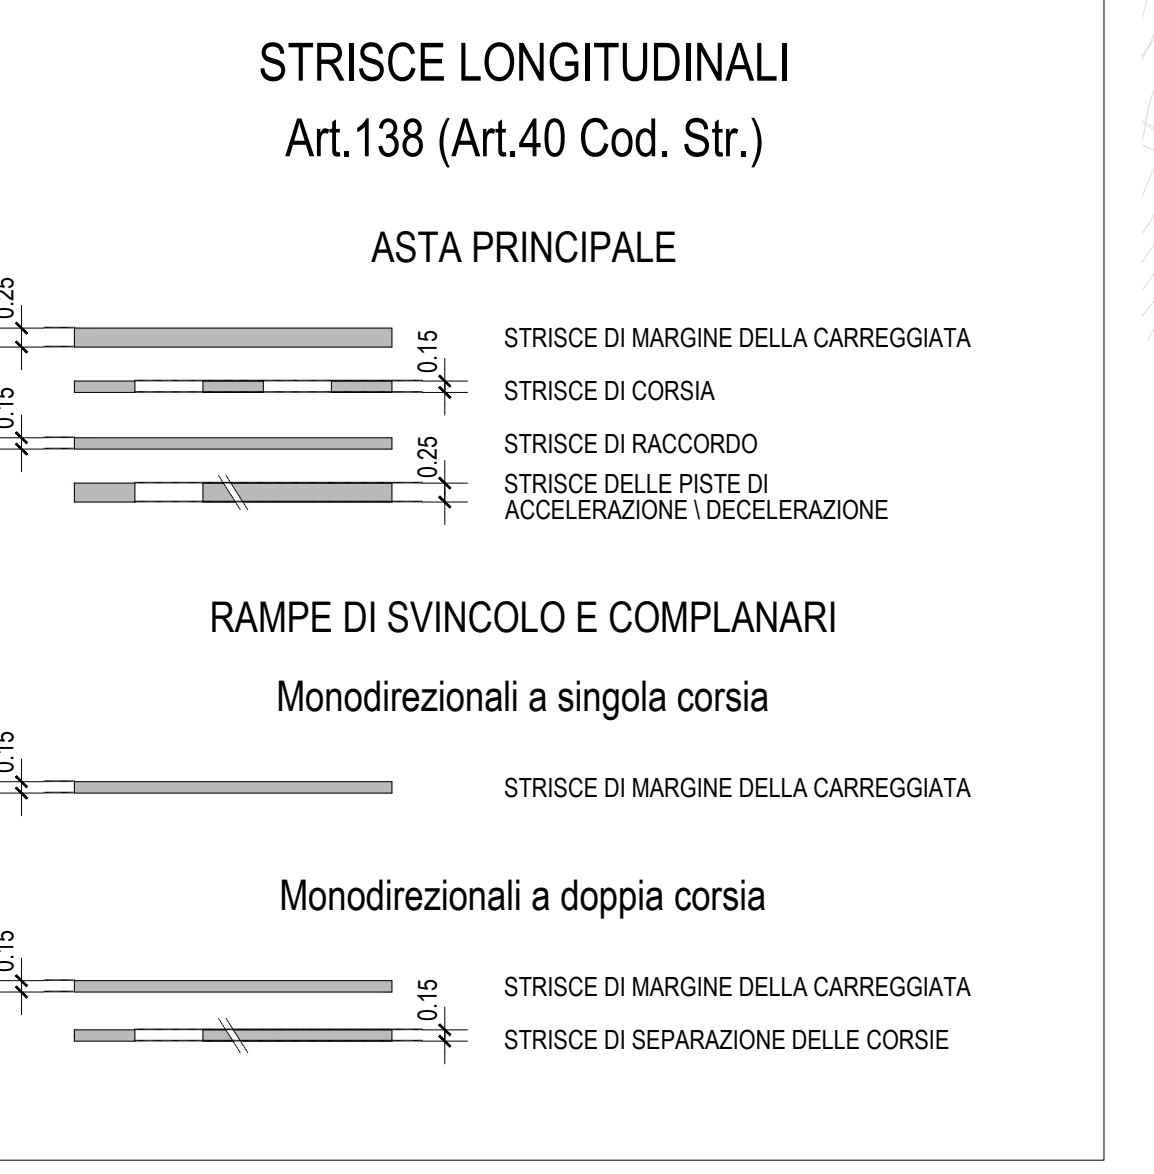 STRISCE LONGITUDINALI
Art.138 (Art.40 Cod. Str.)
ASTA PRINCIPALE
0.25
STRISCE DI MARGINE DELLA CARREGGIATA
0.15
STRISCE DI CORSIA
0.15
STRISCE DI RACCORDO
0.25
STRISCE DELLE PISTE DI
ACCELERAZIONE \ DECELERAZIONE
RAMPE DI SVINCOLO E COMPLANARI
Monodirezionali a singola corsia
0.15
STRISCE DI MARGINE DELLA CARREGGIATA
Monodirezionali a doppia corsia
0.15
STRISCE DI MARGINE DELLA CARREGGIATA
0.15
STRISCE DI SEPARAZIONE DELLE CORSIE